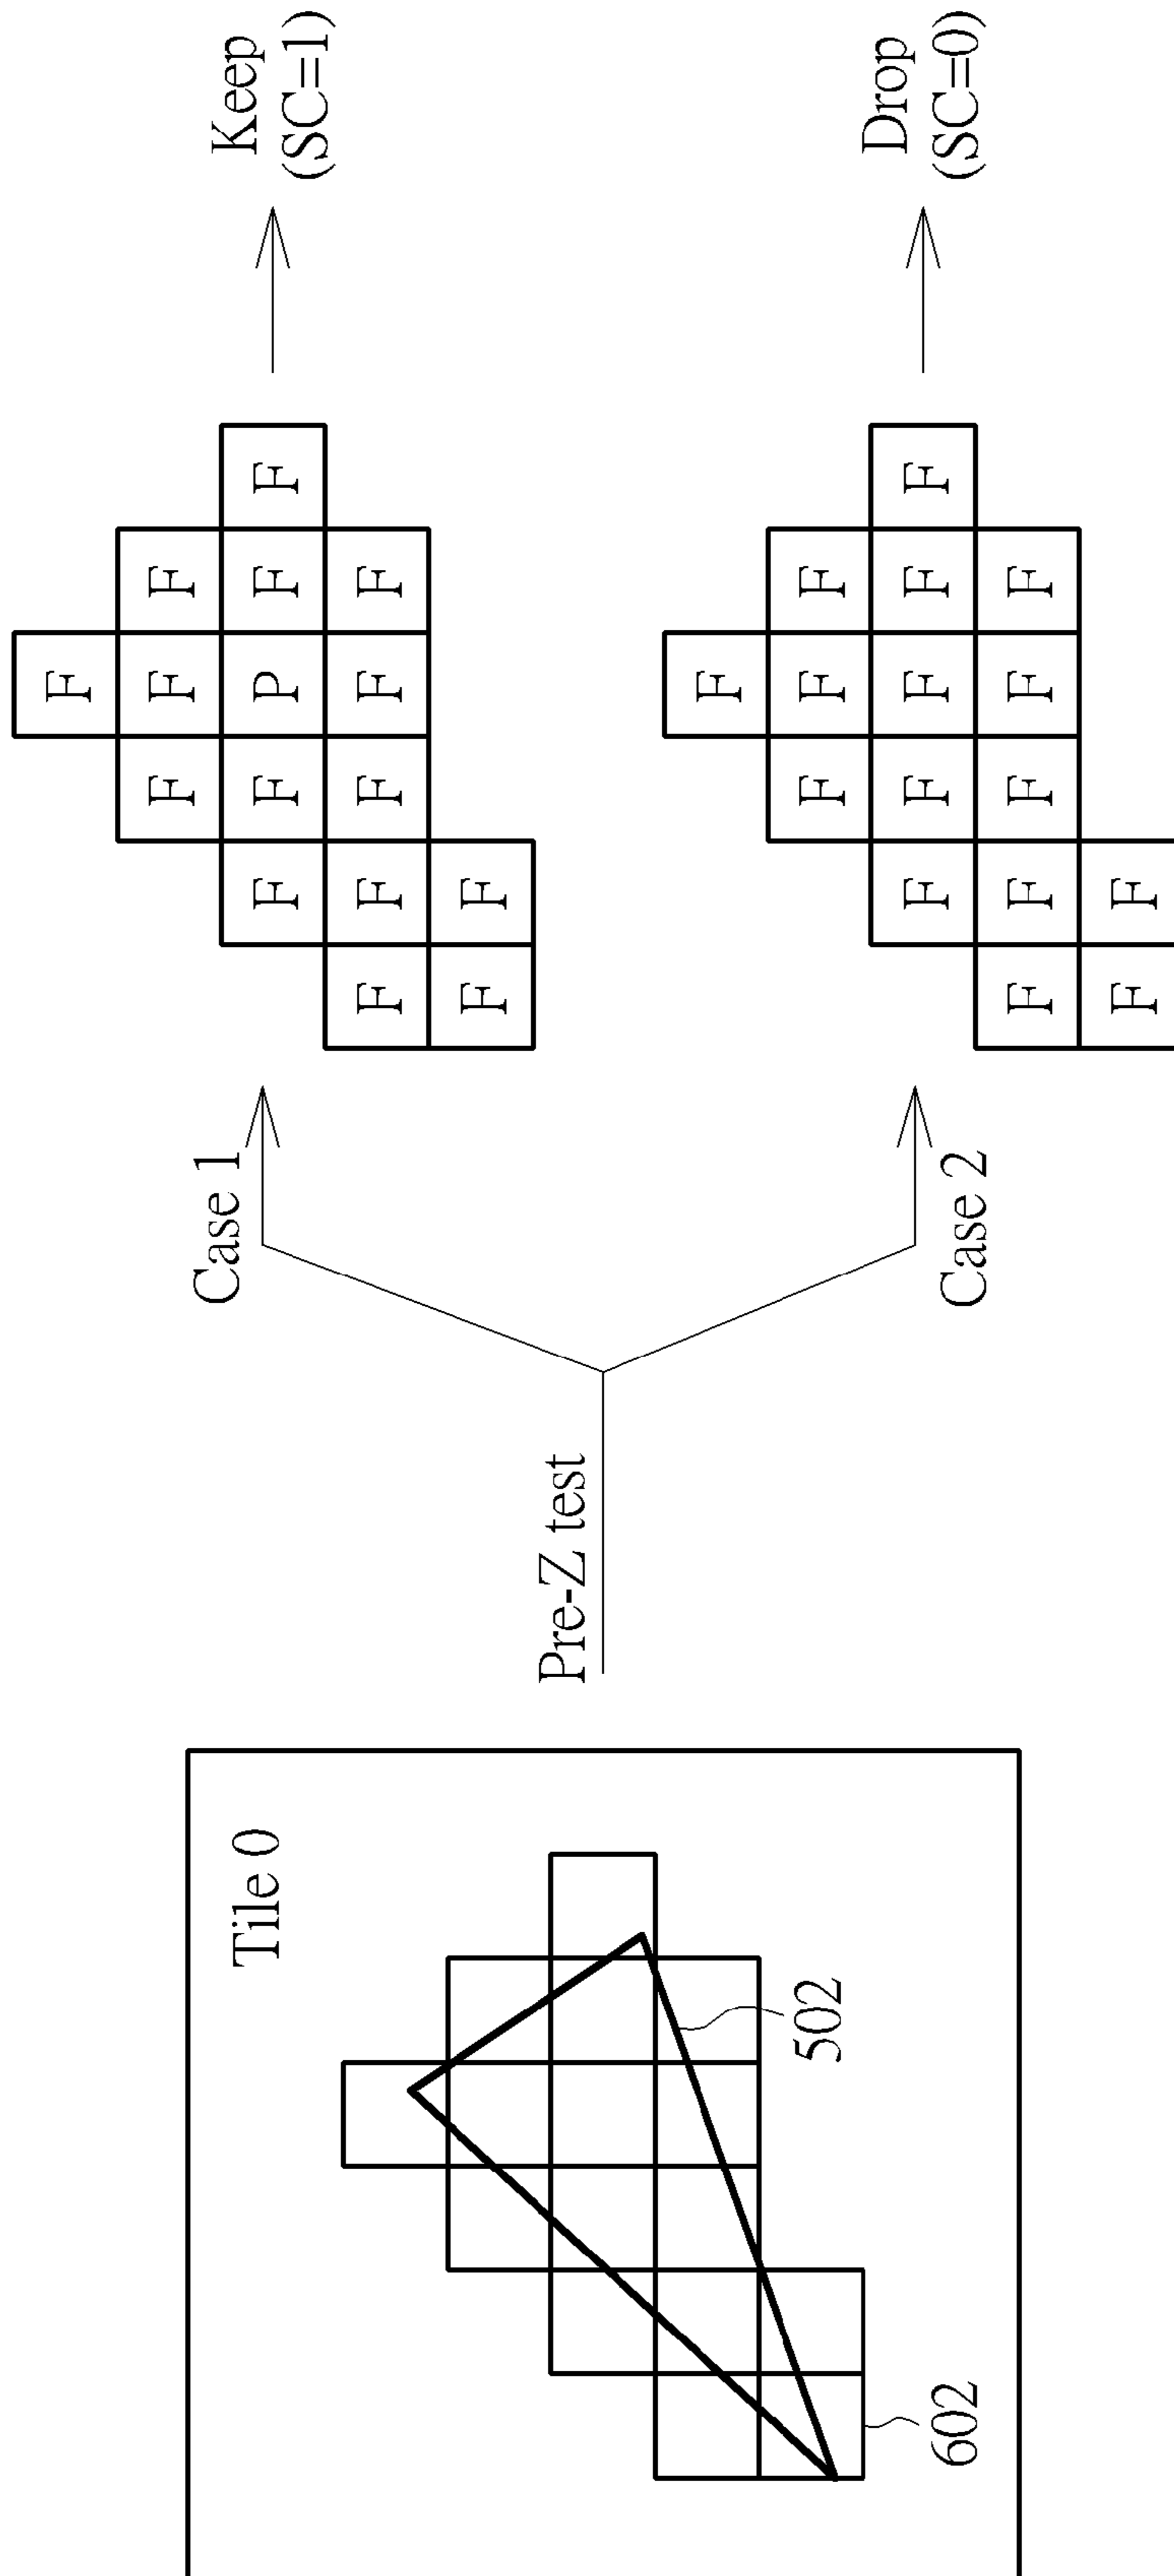 Tile 0
502
602
Pre-Z test
Case 1
F
F F F
F F P F F
F F F F F
F F
Keep
(SC=1)
Case 2
F
F F F
F F F F F
F F F F F
F F
Drop
(SC=0)